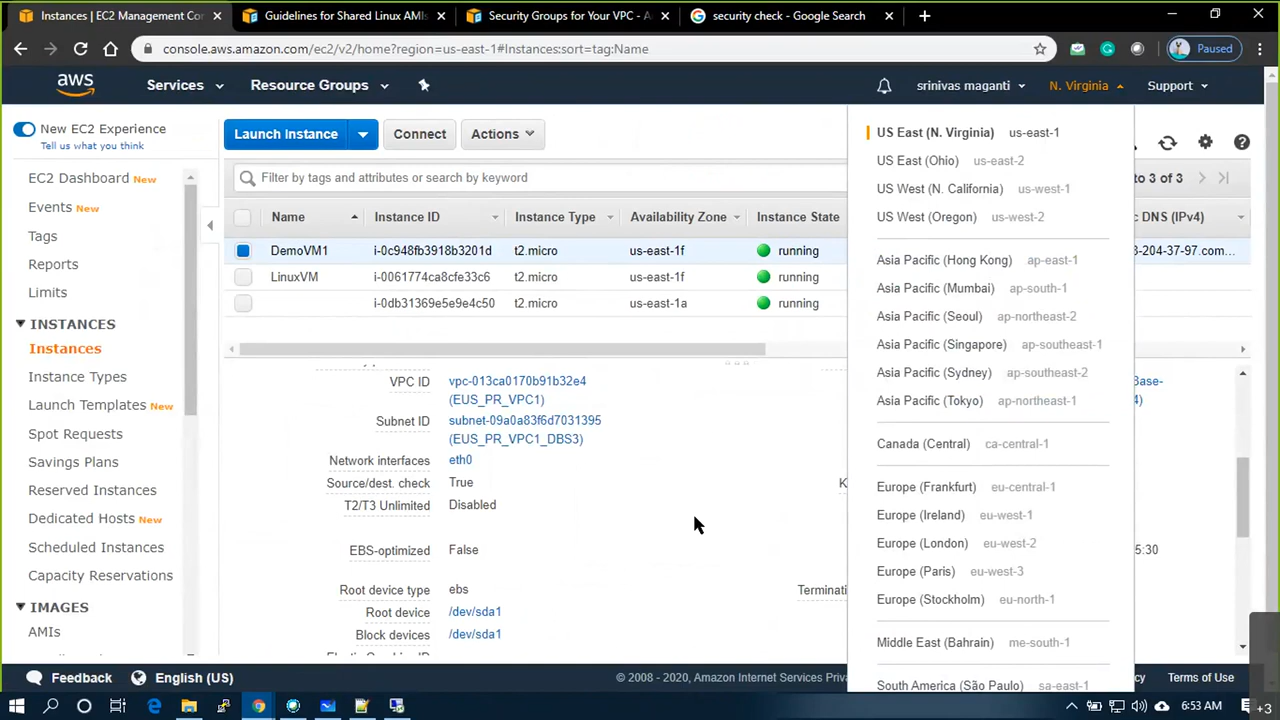 Instances | EC2 Management Con
Guidelines for Shared Linux AMIs
Security Groups for Your VPC - A
security check - Google Search
console.aws.amazon.com/ec2/v2/home?region=us-east-1#Instances:sort=tag:Name
Paused
aws
Services
Resource Groups
srinivas maganti
N. Virginia
Support
New EC2 Experience
Tell us what you think
EC2 Dashboard New
Events New
Tags
Reports
Limits
INSTANCES
Instances
Instance Types
Launch Templates New
Spot Requests
Savings Plans
Reserved Instances
Dedicated Hosts New
Scheduled Instances
Capacity Reservations
IMAGES
AMIs
Launch Instance
Connect
Actions
Filter by tags and attributes or search by keyword
to 3 of 3
Name Instance ID Instance Type Availability Zone Instance State c DNS (IPv4)
DemoVM1 i-0c948fb3918b3201d t2.micro us-east-1f running 3-204-37-97.com...
LinuxVM i-0061774ca8cfe33c6 t2.micro us-east-1f running
i-0db31369e5e9e4c50 t2.micro us-east-1a running
VPC ID vpc-013ca0170b91b32e4
(EUS_PR_VPC1)
Subnet ID subnet-09a0a83f6d7031395
(EUS_PR_VPC1_DBS3)
Network interfaces eth0
Source/dest. check True
T2/T3 Unlimited Disabled
EBS-optimized False
Root device type ebs
Root device /dev/sda1
Block devices /dev/sda1
ase-
4)
K
5:30
Terminati
US East (N. Virginia) us-east-1
US East (Ohio) us-east-2
US West (N. California) us-west-1
US West (Oregon) us-west-2
Asia Pacific (Hong Kong) ap-east-1
Asia Pacific (Mumbai) ap-south-1
Asia Pacific (Seoul) ap-northeast-2
Asia Pacific (Singapore) ap-southeast-1
Asia Pacific (Sydney) ap-southeast-2
Asia Pacific (Tokyo) ap-northeast-1
Canada (Central) ca-central-1
Europe (Frankfurt) eu-central-1
Europe (Ireland) eu-west-1
Europe (London) eu-west-2
Europe (Paris) eu-west-3
Europe (Stockholm) eu-north-1
Middle East (Bahrain) me-south-1
South America (São Paulo) sa-east-1
Feedback
English (US)
© 2008 - 2020, Amazon Internet Services Priva
cy
Terms of Use
6:53 AM
+3